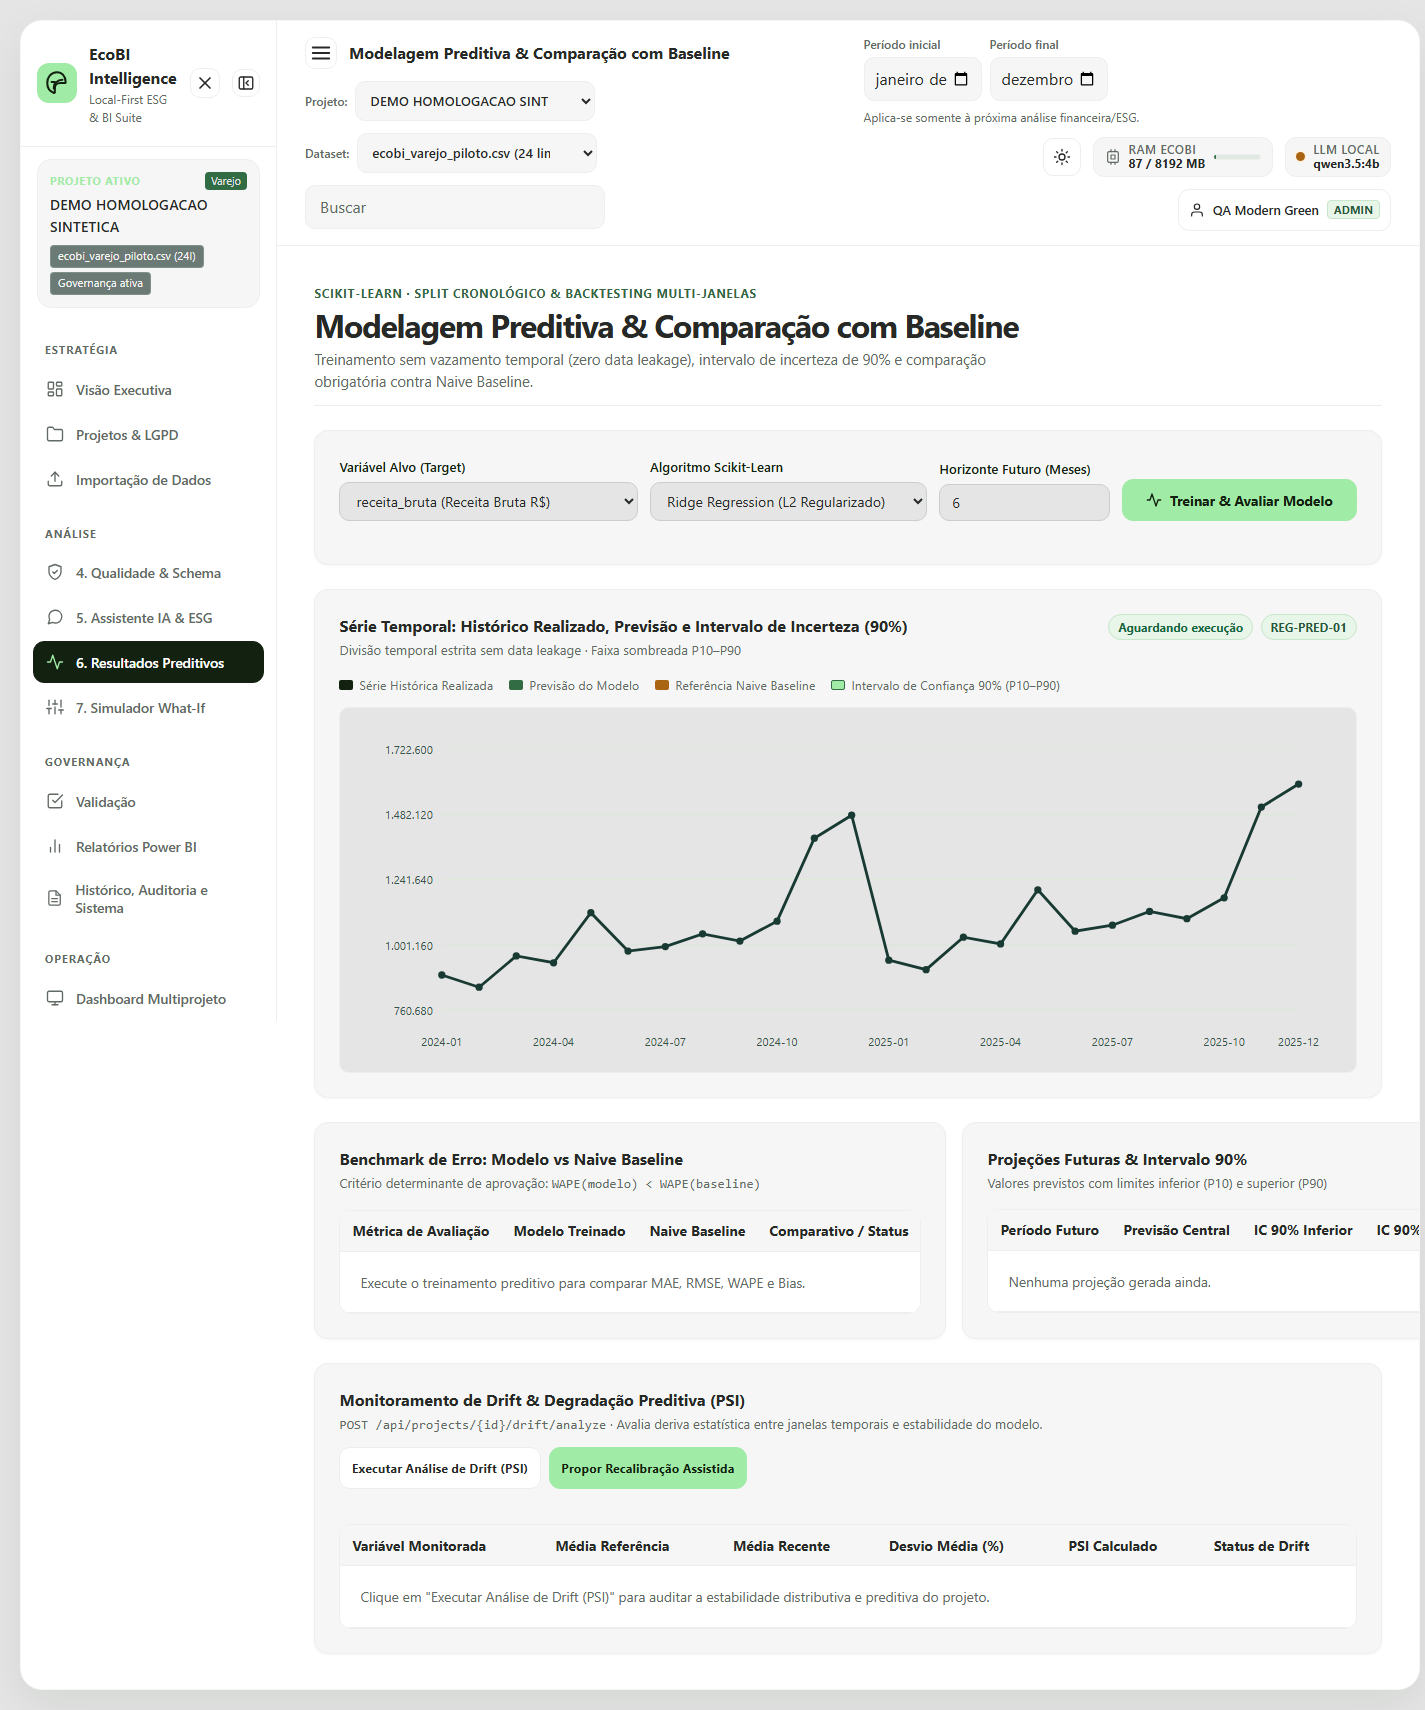 EcoBI
Intelligence
Local-First ESG
& BI Suite
PROJETO ATIVO
Varejo
DEMO HOMOLOGACAO
SINTETICA
ecobi_varejo_piloto.csv (24l)
Governança ativa
ESTRATÉGIA
Visão Executiva
Projetos & LGPD
Importação de Dados
ANÁLISE
4. Qualidade & Schema
5. Assistente IA & ESG
6. Resultados Preditivos
7. Simulador What-If
GOVERNANÇA
Validação
Relatórios Power BI
Histórico, Auditoria e
Sistema
OPERAÇÃO
Dashboard Multiprojeto
Modelagem Preditiva & Comparação com Baseline
Projeto: DEMO HOMOLOGACAO SINT
Dataset: ecobi_varejo_piloto.csv (24 lin
Buscar
Período inicial
Período final
janeiro de
dezembro
Aplica-se somente à próxima análise financeira/ESG.
RAM ECOBI
87 / 8192 MB
LLM LOCAL
qwen3.5:4b
QA Modern Green ADMIN
SCIKIT-LEARN · SPLIT CRONOLÓGICO & BACKTESTING MULTI-JANELAS
Modelagem Preditiva & Comparação com Baseline
Treinamento sem vazamento temporal (zero data leakage), intervalo de incerteza de 90% e comparação
obrigatória contra Naive Baseline.
Variável Alvo (Target)
receita_bruta (Receita Bruta R$)
Algoritmo Scikit-Learn
Ridge Regression (L2 Regularizado)
Horizonte Futuro (Meses)
6
Treinar & Avaliar Modelo
Série Temporal: Histórico Realizado, Previsão e Intervalo de Incerteza (90%)
Divisão temporal estrita sem data leakage · Faixa sombreada P10–P90
Aguardando execução
REG-PRED-01
Série Histórica Realizada
Previsão do Modelo
Referência Naive Baseline
Intervalo de Confiança 90% (P10–P90)
1.722.600
1.482.120
1.241.640
1.001.160
760.680
2024-01 2024-04 2024-07 2024-10 2025-01 2025-04 2025-07 2025-10 2025-12
Benchmark de Erro: Modelo vs Naive Baseline
Critério determinante de aprovação: WAPE(modelo) < WAPE(baseline)
Métrica de Avaliação Modelo Treinado Naive Baseline Comparativo / Status
Execute o treinamento preditivo para comparar MAE, RMSE, WAPE e Bias.
Projeções Futuras & Intervalo 90%
Valores previstos com limites inferior (P10) e superior (P90)
Período Futuro Previsão Central IC 90% Inferior IC 90%
Nenhuma projeção gerada ainda.
Monitoramento de Drift & Degradação Preditiva (PSI)
POST /api/projects/{id}/drift/analyze · Avalia deriva estatística entre janelas temporais e estabilidade do modelo.
Executar Análise de Drift (PSI)
Propor Recalibração Assistida
Variável Monitorada Média Referência Média Recente Desvio Média (%) PSI Calculado Status de Drift
Clique em "Executar Análise de Drift (PSI)" para auditar a estabilidade distributiva e preditiva do projeto.